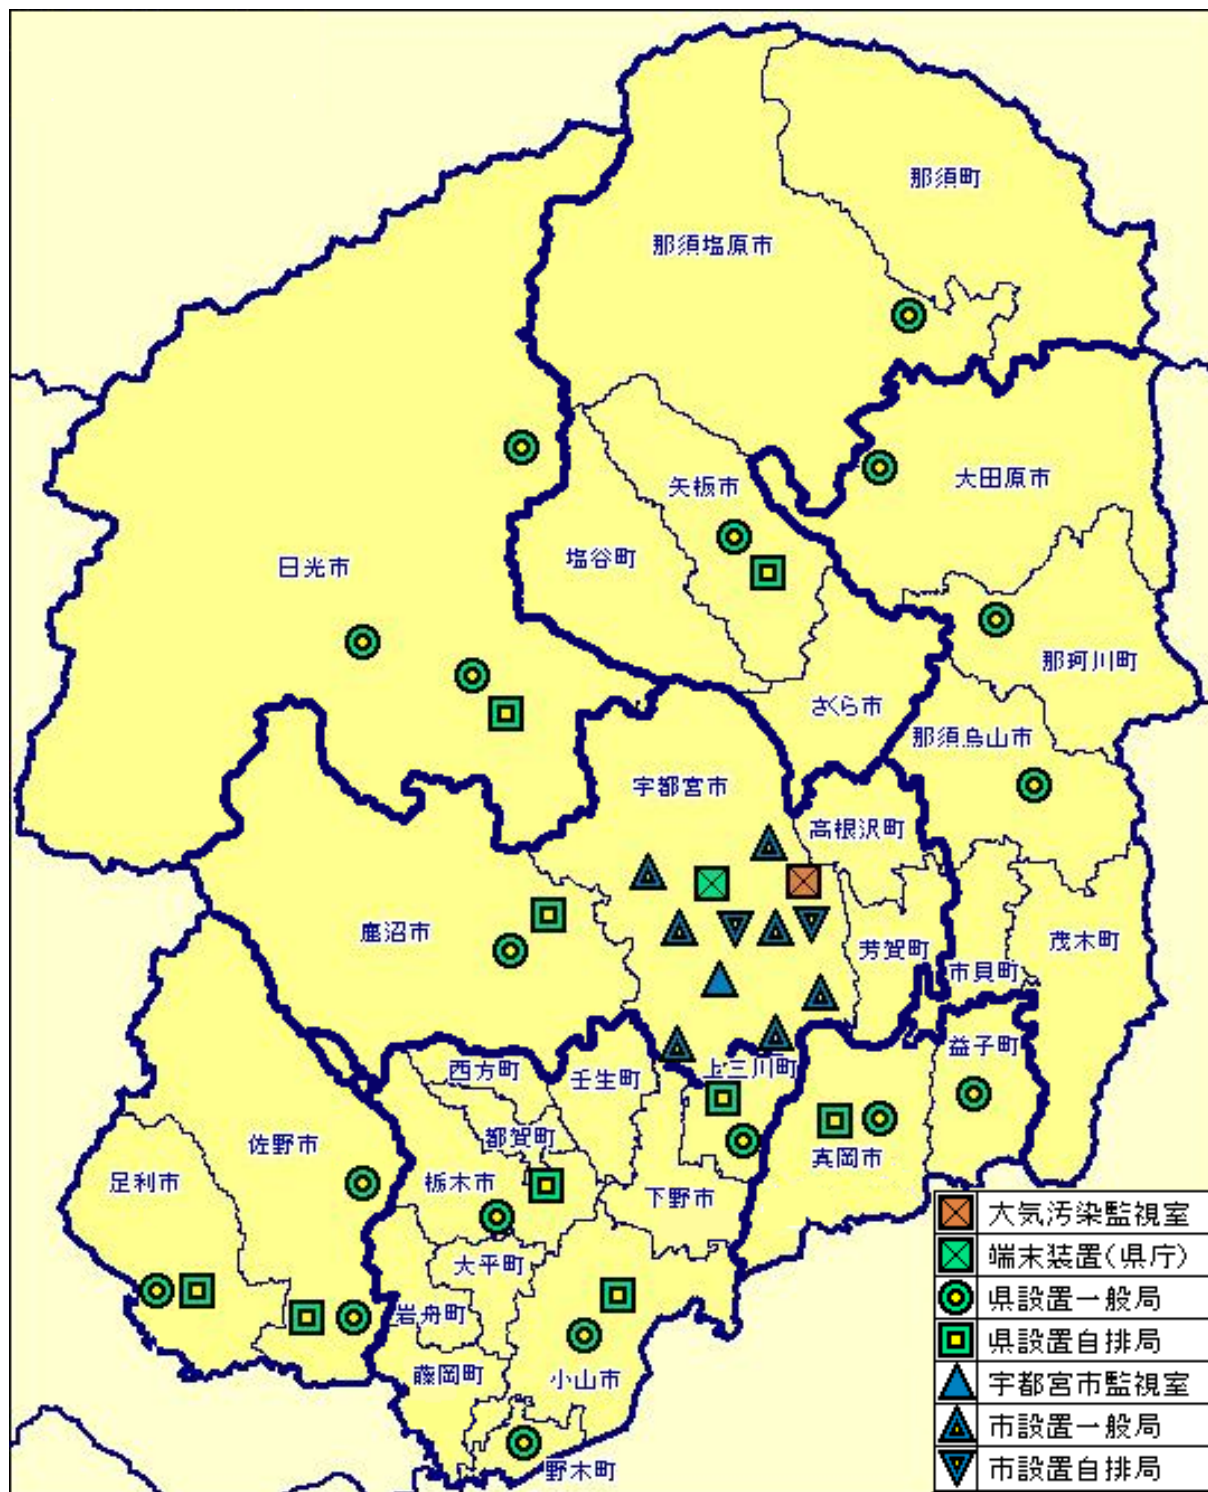 那須町
那須塩原市
大田原市
矢板市
塩谷町
日光市
那珂川町
さくら市
那須烏山市
宇都宮市
高根沢町
鹿沼市
芳賀町
茂木町
市貝町
益子町
上三川町
西方町
壬生町
都賀町
佐野市
真岡市
足利市
栃木市
下野市
大平町
岩舟町
藤岡町
小山市
野木町
大気汚染監視室
端末装置(県庁)
県設置一般局
県設置自排局
宇都宮市監視室
市設置一般局
市設置自排局